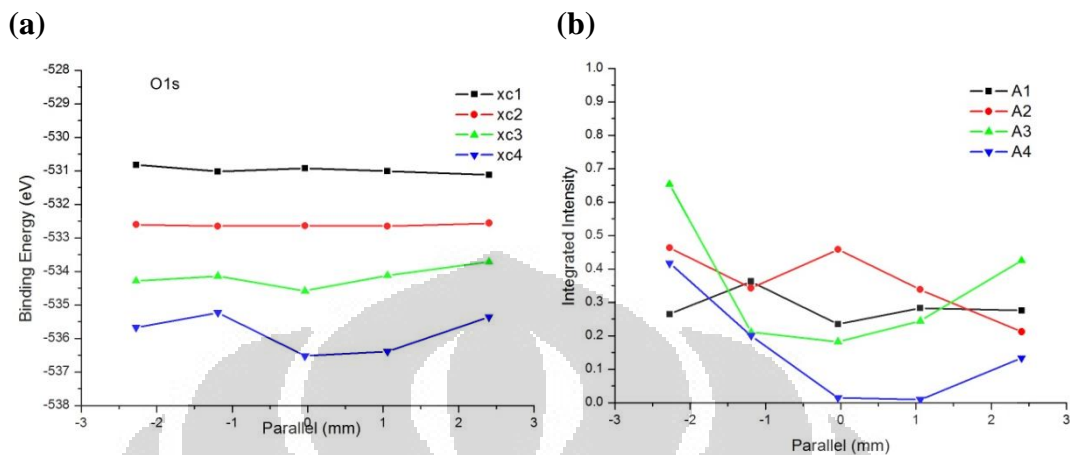 (a)
(b)
O1s
xc1
xc2
xc3
xc4
-528
-529
-530
-531
-532
-533
-534
-535
-536
-537
-538
Binding Energy (eV)
-3
-2
-1
0
1
2
3
Parallel (mm)
A1
A2
A3
A4
1.0
0.9
0.8
0.7
0.6
0.5
0.4
0.3
0.2
0.1
0.0
Integrated Intensity
-3
-2
-1
0
1
2
3
Parallel (mm)